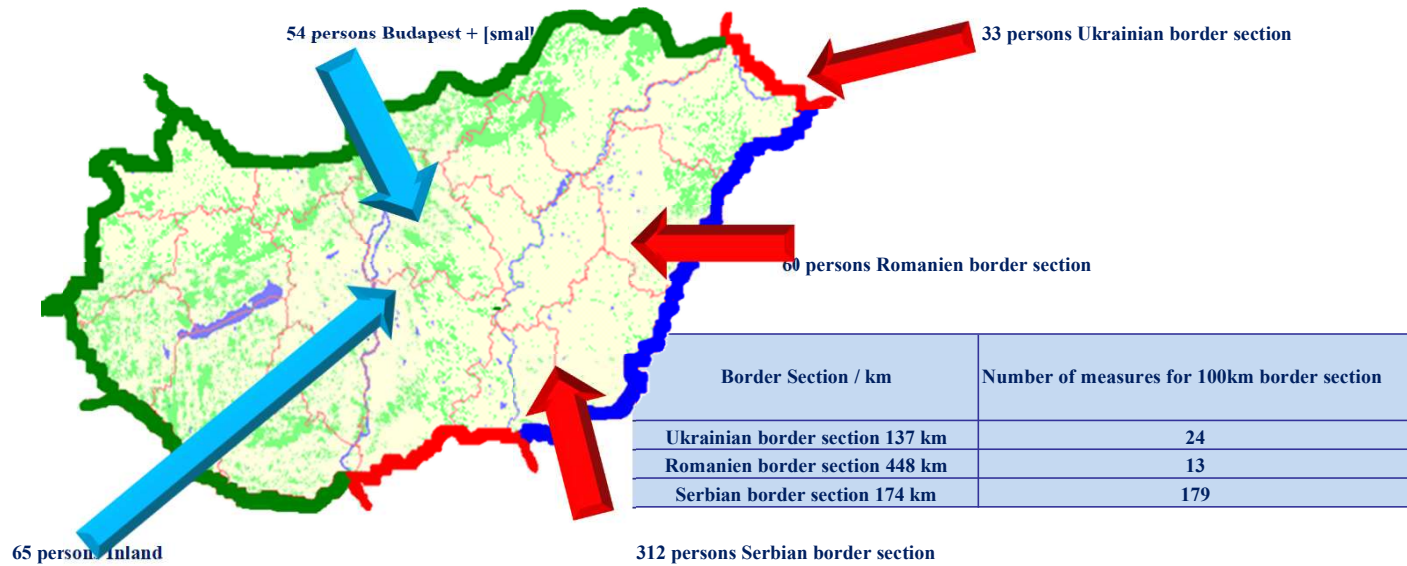 54 persons Budapest + [small
33 persons Ukrainian border section
60 persons Romanien border section
Border Section / km Number of measures for 100km border section
Ukrainian border section 137 km 24
Romanien border section 448 km 13
Serbian border section 174 km 179
65 persons Inland
312 persons Serbian border section